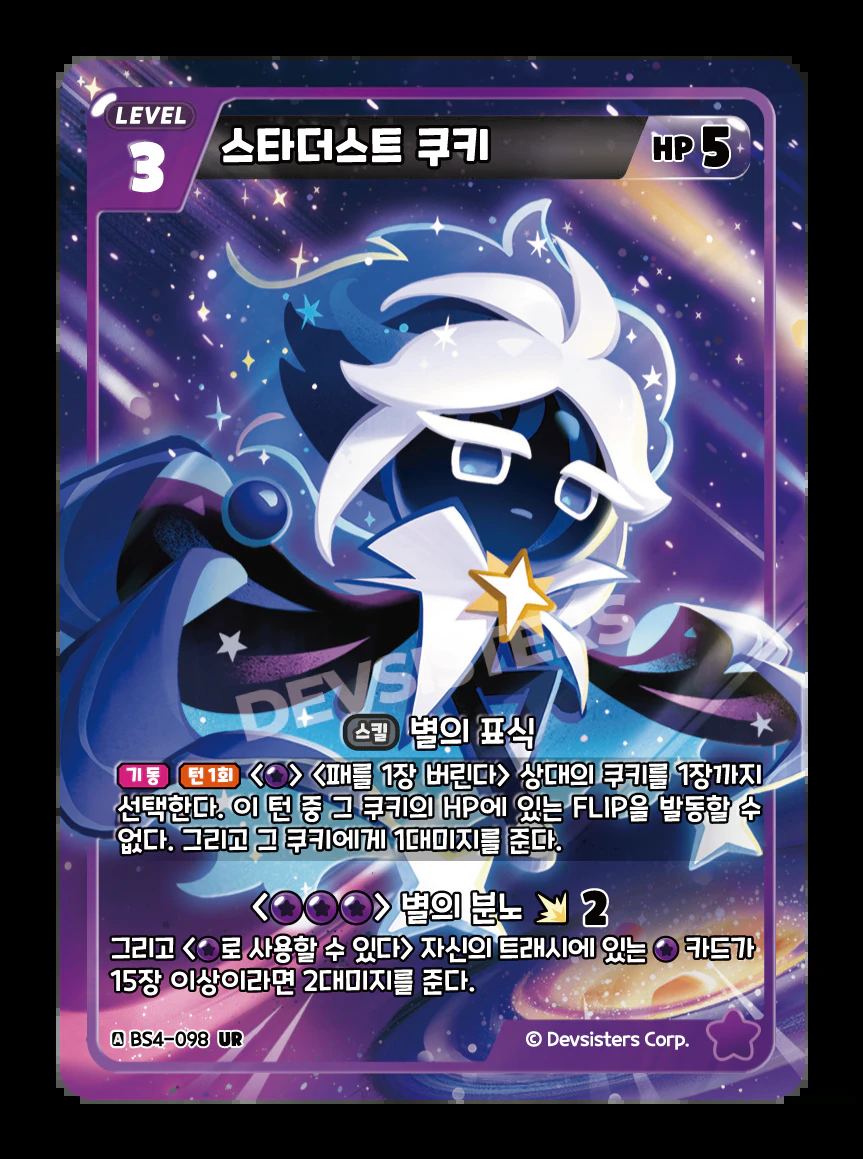 LEVEL
3
스타더스트 쿠키
HP 5
DEVSISTERS
스킬 별의 표식
기동 턴 1회 <★> <패를 1장 버린다> 상대의 쿠키를 1장까지
선택한다. 이 턴 중 그 쿠키의 HP에 있는 FLIP을 발동할 수
없다. 그리고 그 쿠키에게 1대미지를 준다.
<★★★> 별의 분노 2
그리고 <★로 사용할 수 있다> 자신의 트래시에 있는 ★ 카드가
15장 이상이라면 2대미지를 준다.
A BS4-098 UR
© Devsisters Corp.